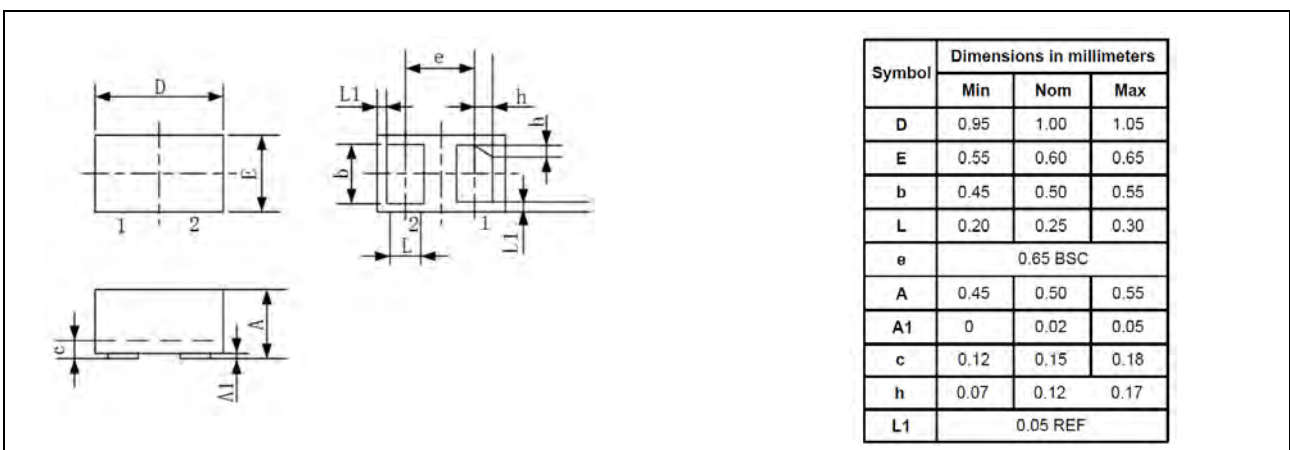 D
E
1 2
e
L1 h
h
b
2 1
L
L1
A
c
A1
Symbol Dimensions in millimeters
Min Nom Max
D 0.95 1.00 1.05
E 0.55 0.60 0.65
b 0.45 0.50 0.55
L 0.20 0.25 0.30
e 0.65 BSC
A 0.45 0.50 0.55
A1 0 0.02 0.05
c 0.12 0.15 0.18
h 0.07 0.12 0.17
L1 0.05 REF